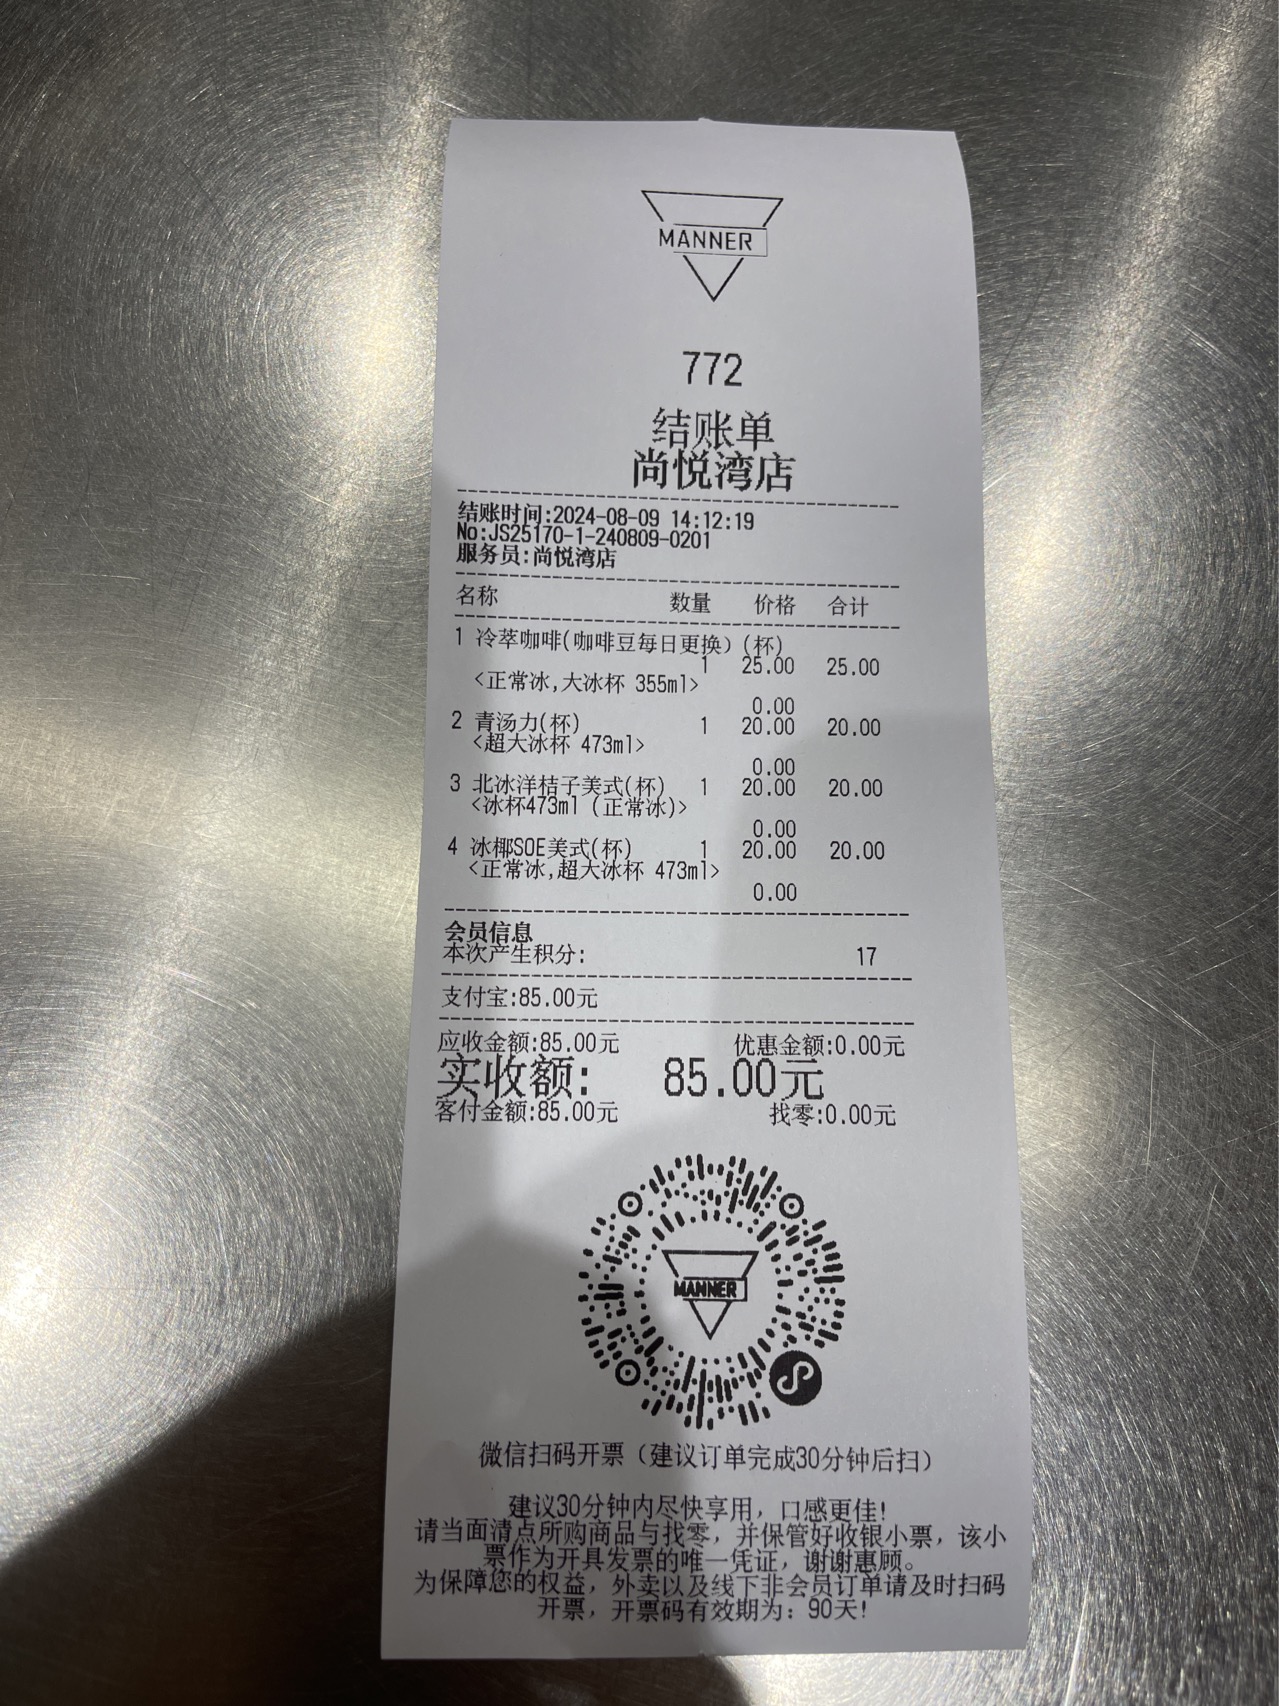 MANNER
772
结账单
尚悦湾店
结账时间:2024-08-09 14:12:19
No:JS25170-1-240809-0201
服务员:尚悦湾店
名称 数量 价格 合计
1 冷萃咖啡(咖啡豆每日更换)(杯)
1 25.00 25.00
<正常冰,大冰杯 355ml>
0.00
2 青汤力(杯) 1 20.00 20.00
<超大冰杯 473ml>
0.00
3 北冰洋桔子美式(杯) 1 20.00 20.00
<冰杯473ml (正常冰)>
0.00
4 冰椰SOE美式(杯) 1 20.00 20.00
<正常冰,超大冰杯 473ml>
0.00
会员信息
本次产生积分: 17
支付宝:85.00元
应收金额:85.00元 优惠金额:0.00元
实收额: 85.00元
客付金额:85.00元 找零:0.00元
MANNER
微信扫码开票（建议订单完成30分钟后扫）
建议30分钟内尽快享用，口感更佳!
请当面清点所购商品与找零，并保管好收银小票，该小
票作为开具发票的唯一凭证，谢谢惠顾。
为保障您的权益，外卖以及线下非会员订单请及时扫码
开票，开票码有效期为：90天!